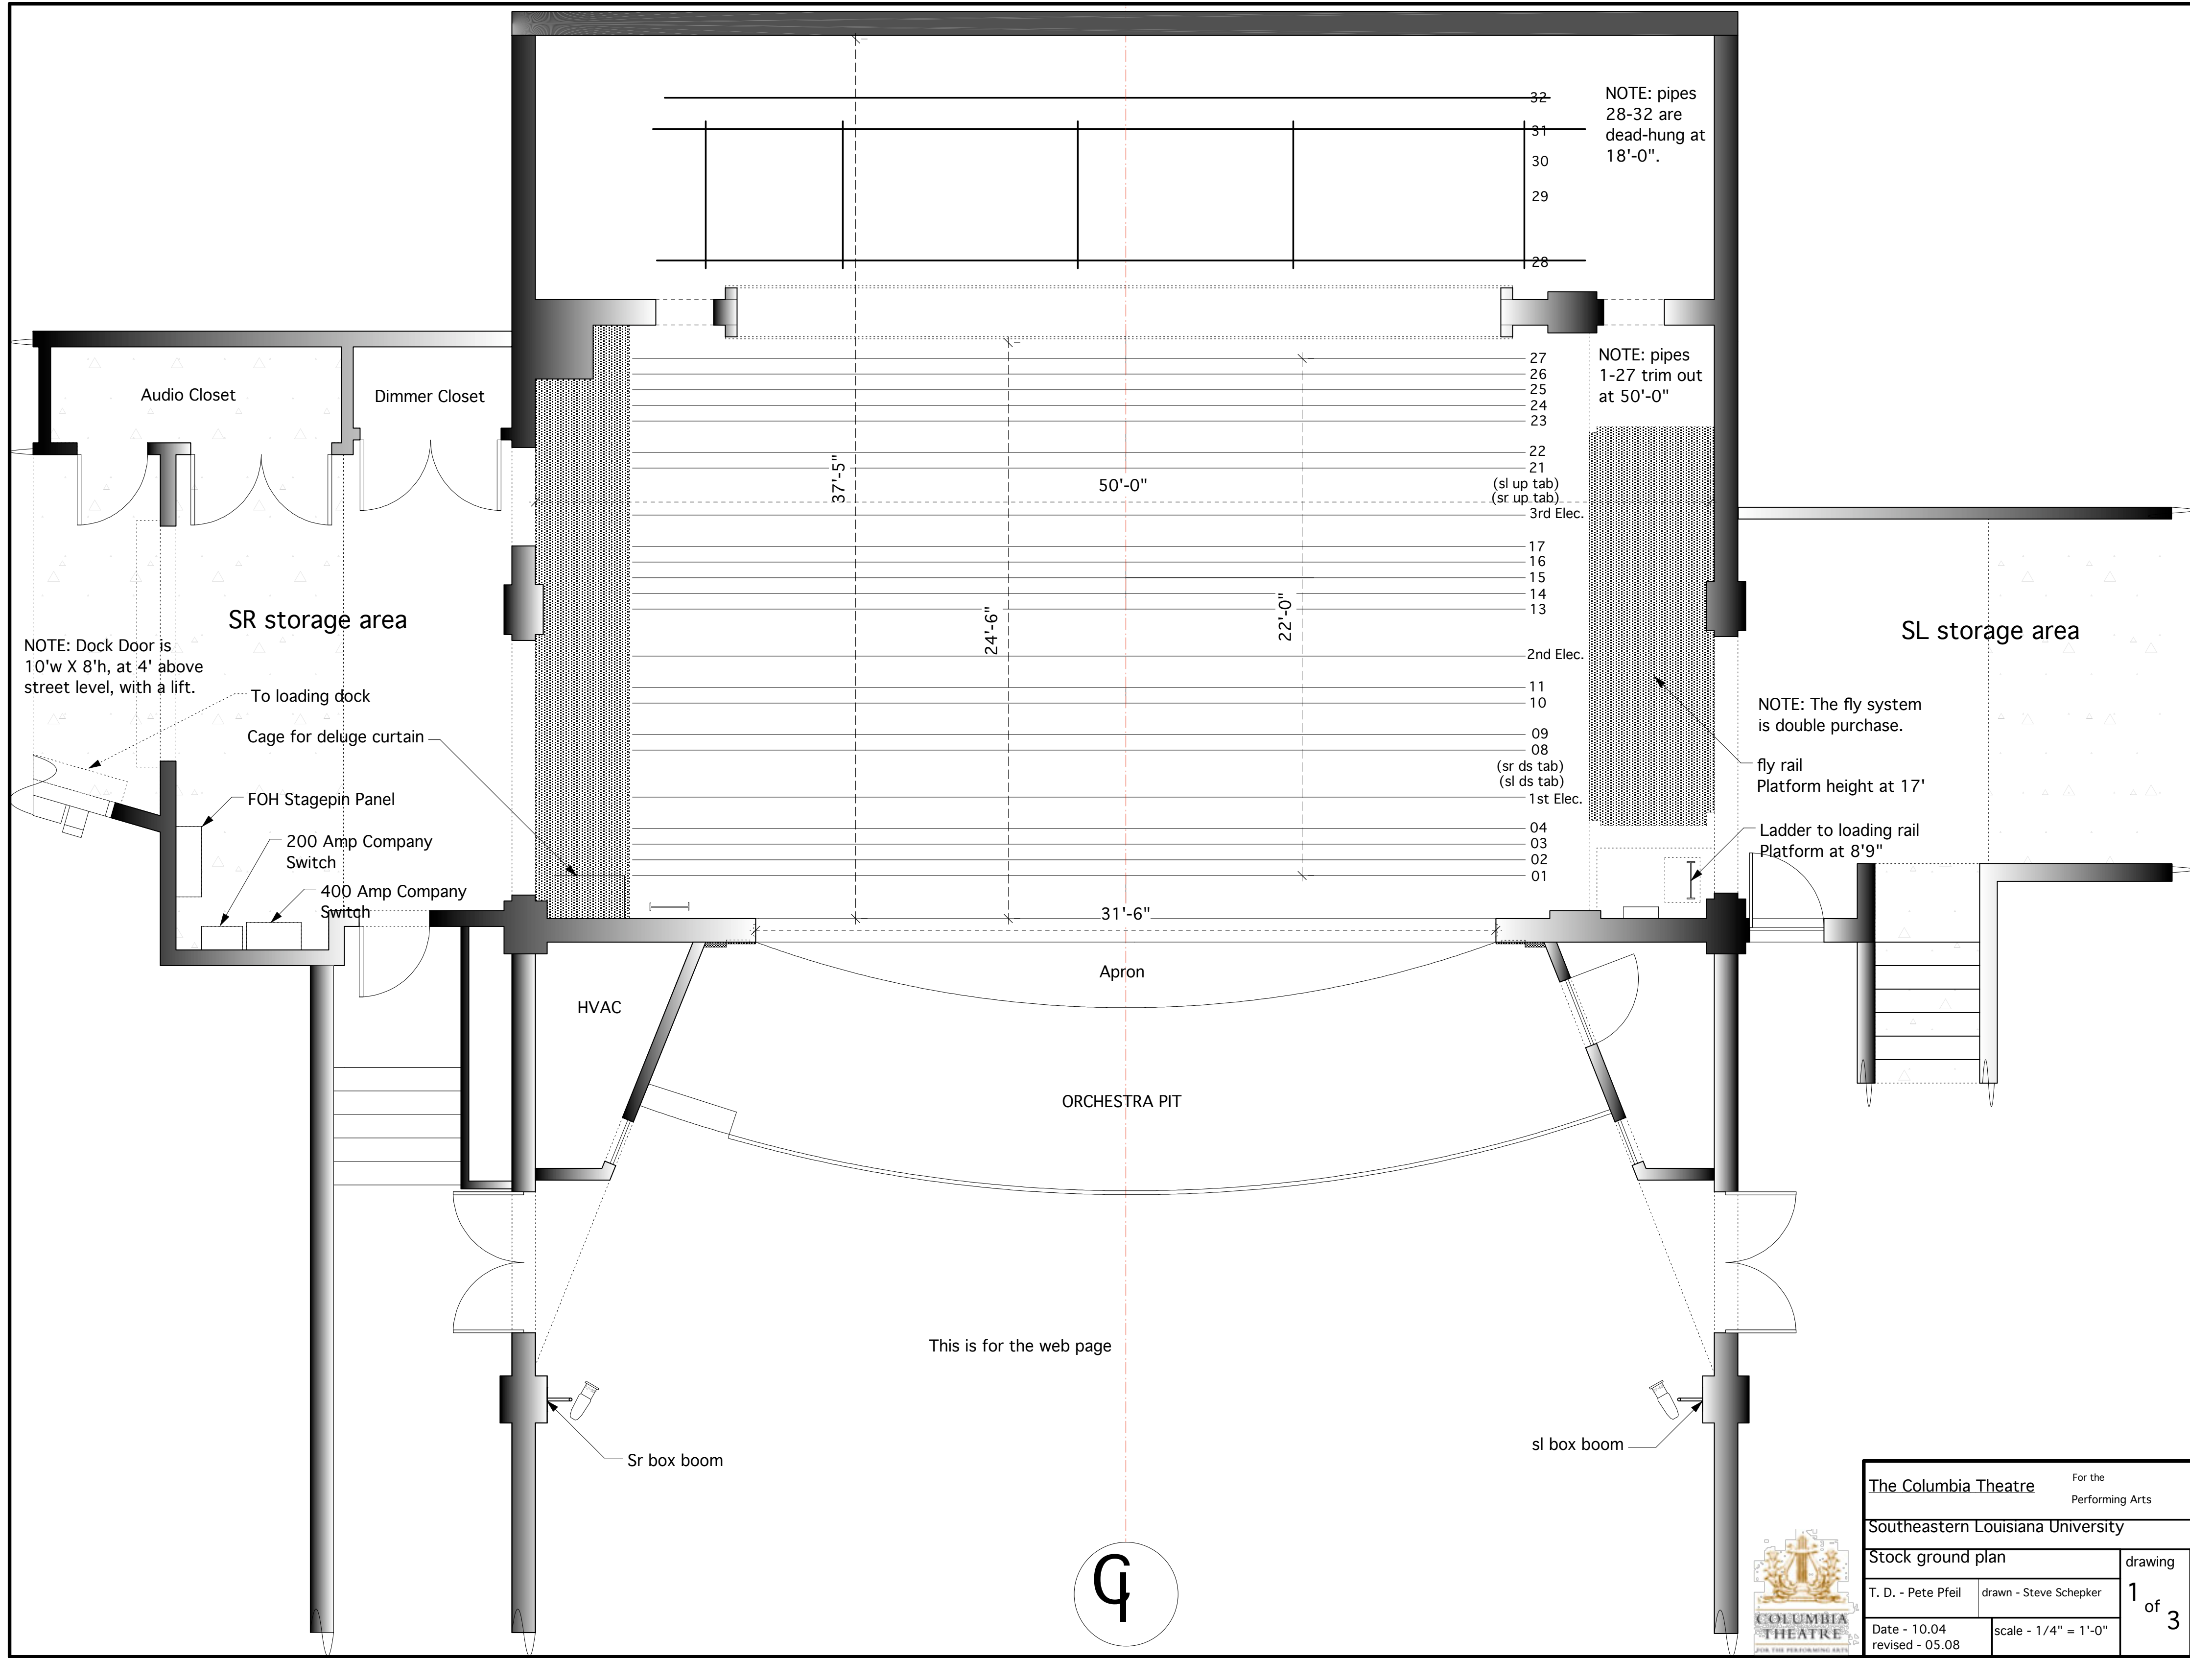 32
NOTE: pipes
28-32 are
dead-hung at
18'-0".
31
30
29
28
NOTE: pipes
1-27 trim out
at 50'-0"
27
26
25
24
23
22
21
(sl up tab)
(sr up tab)
3rd Elec.
17
16
15
14
13
2nd Elec.
11
10
09
08
(sr ds tab)
(sl ds tab)
1st Elec.
04
03
02
01
37'-5"
50'-0"
24'-6"
22'-0"
31'-6"
Audio Closet
Dimmer Closet
SR storage area
NOTE: Dock Door is
10'w X 8'h, at 4' above
street level, with a lift.
To loading dock
Cage for deluge curtain
FOH Stagepin Panel
200 Amp Company
Switch
400 Amp Company
Switch
SL storage area
NOTE: The fly system
is double purchase.
fly rail
Platform height at 17'
Ladder to loading rail
Platform at 8'9"
Apron
HVAC
ORCHESTRA PIT
This is for the web page
Sr box boom
sl box boom
CL
COLUMBIA
THEATRE
FOR THE PERFORMING ARTS
The Columbia Theatre
For the
Performing Arts
Southeastern Louisiana University
Stock ground plan
drawing
1 of 3
T. D. - Pete Pfeil
drawn - Steve Schepker
Date - 10.04
revised - 05.08
scale - 1/4" = 1'-0"